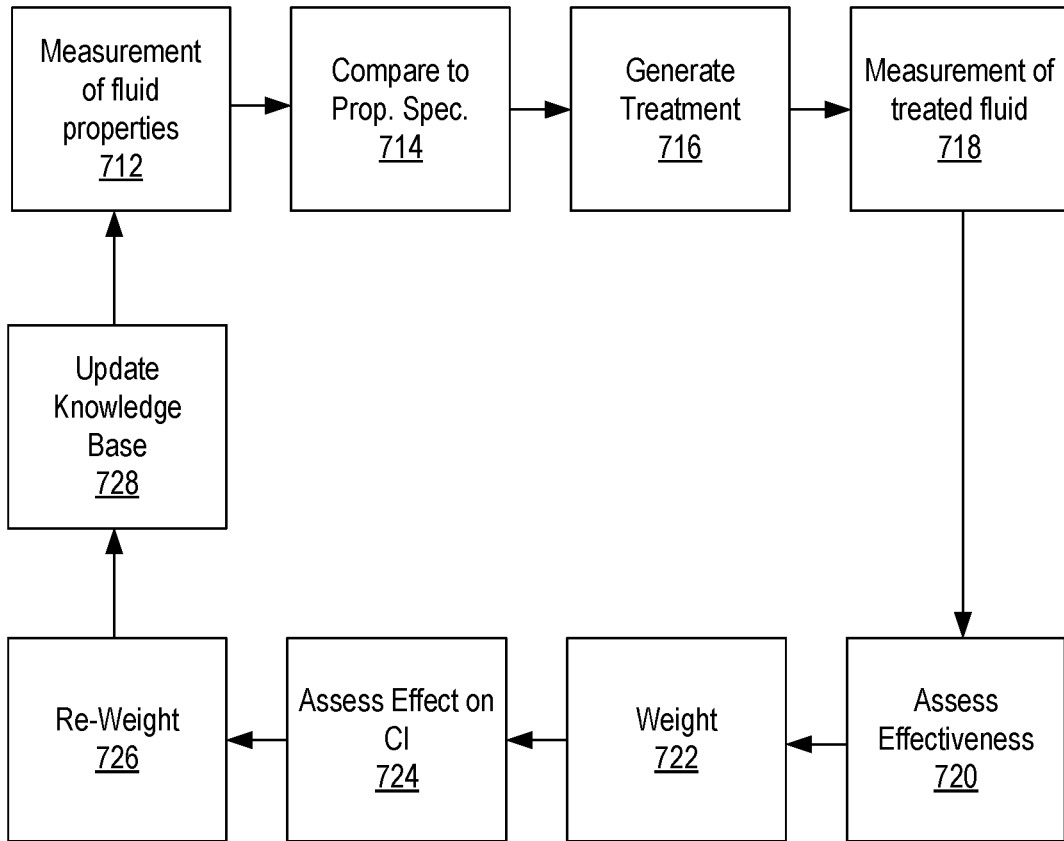 Measurement
of fluid
properties
712
Compare to
Prop. Spec.
714
Generate
Treatment
716
Measurement of
treated fluid
718
Update
Knowledge
Base
728
Re-Weight
726
Assess Effect on
CI
724
Weight
722
Assess
Effectiveness
720